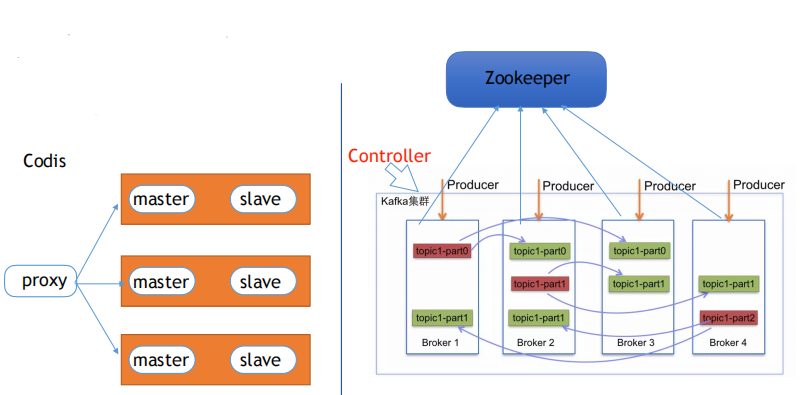 Codis
proxy
master
slave
master
slave
master
slave
Zookeeper
Controller
Kafka集群
Producer
Producer
Producer
Producer
topic1-part0
topic1-part0
topic1-part0
topic1-part1
topic1-part1
topic1-part1
topic1-part1
topic1-part1
topic1-part2
Broker 1
Broker 2
Broker 3
Broker 4